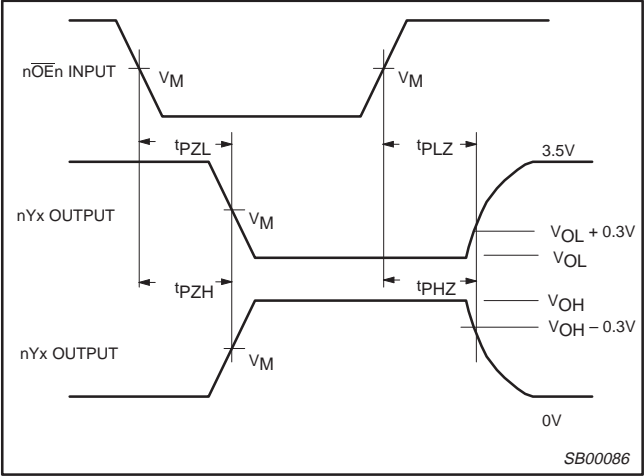 nO̅E̅n INPUT
VM
VM
tPZL
tPLZ
3.5V
nYx OUTPUT
VM
VOL + 0.3V
VOL
tPZH
tPHZ
VOH
VOH – 0.3V
nYx OUTPUT
VM
0V
SB00086